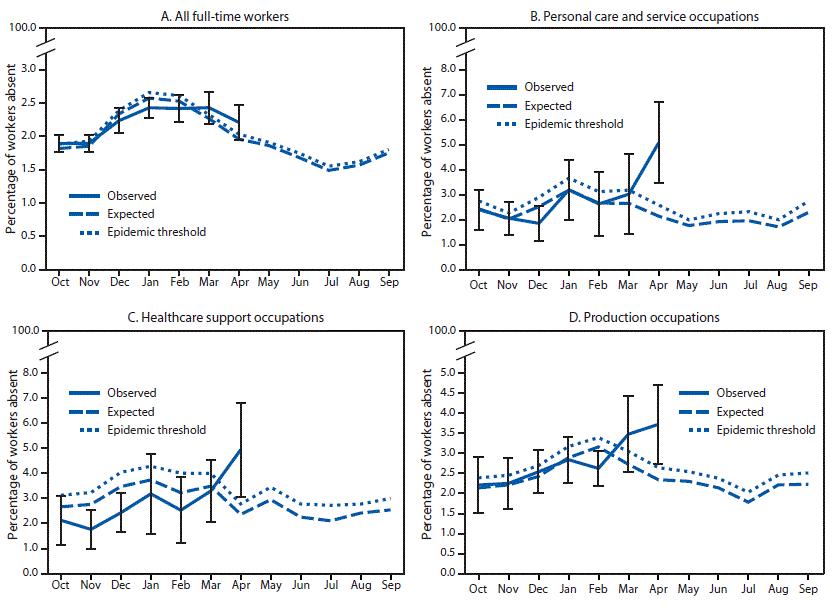 A. All full-time workers
100.0
3.0
2.5
2.0
1.5
1.0
0.5
0.0
Percentage of workers absent
Observed
Expected
Epidemic threshold
Oct Nov Dec Jan Feb Mar Apr May Jun Jul Aug Sep
B. Personal care and service occupations
100.0
8.0
7.0
6.0
5.0
4.0
3.0
2.0
1.0
0.0
Percentage of workers absent
Observed
Expected
Epidemic threshold
Oct Nov Dec Jan Feb Mar Apr May Jun Jul Aug Sep
C. Healthcare support occupations
100.0
8.0
7.0
6.0
5.0
4.0
3.0
2.0
1.0
0.0
Percentage of workers absent
Observed
Expected
Epidemic threshold
Oct Nov Dec Jan Feb Mar Apr May Jun Jul Aug Sep
D. Production occupations
100.0
5.0
4.5
4.0
3.5
3.0
2.5
2.0
1.5
1.0
0.5
0.0
Percentage of workers absent
Observed
Expected
Epidemic threshold
Oct Nov Dec Jan Feb Mar Apr May Jun Jul Aug Sep